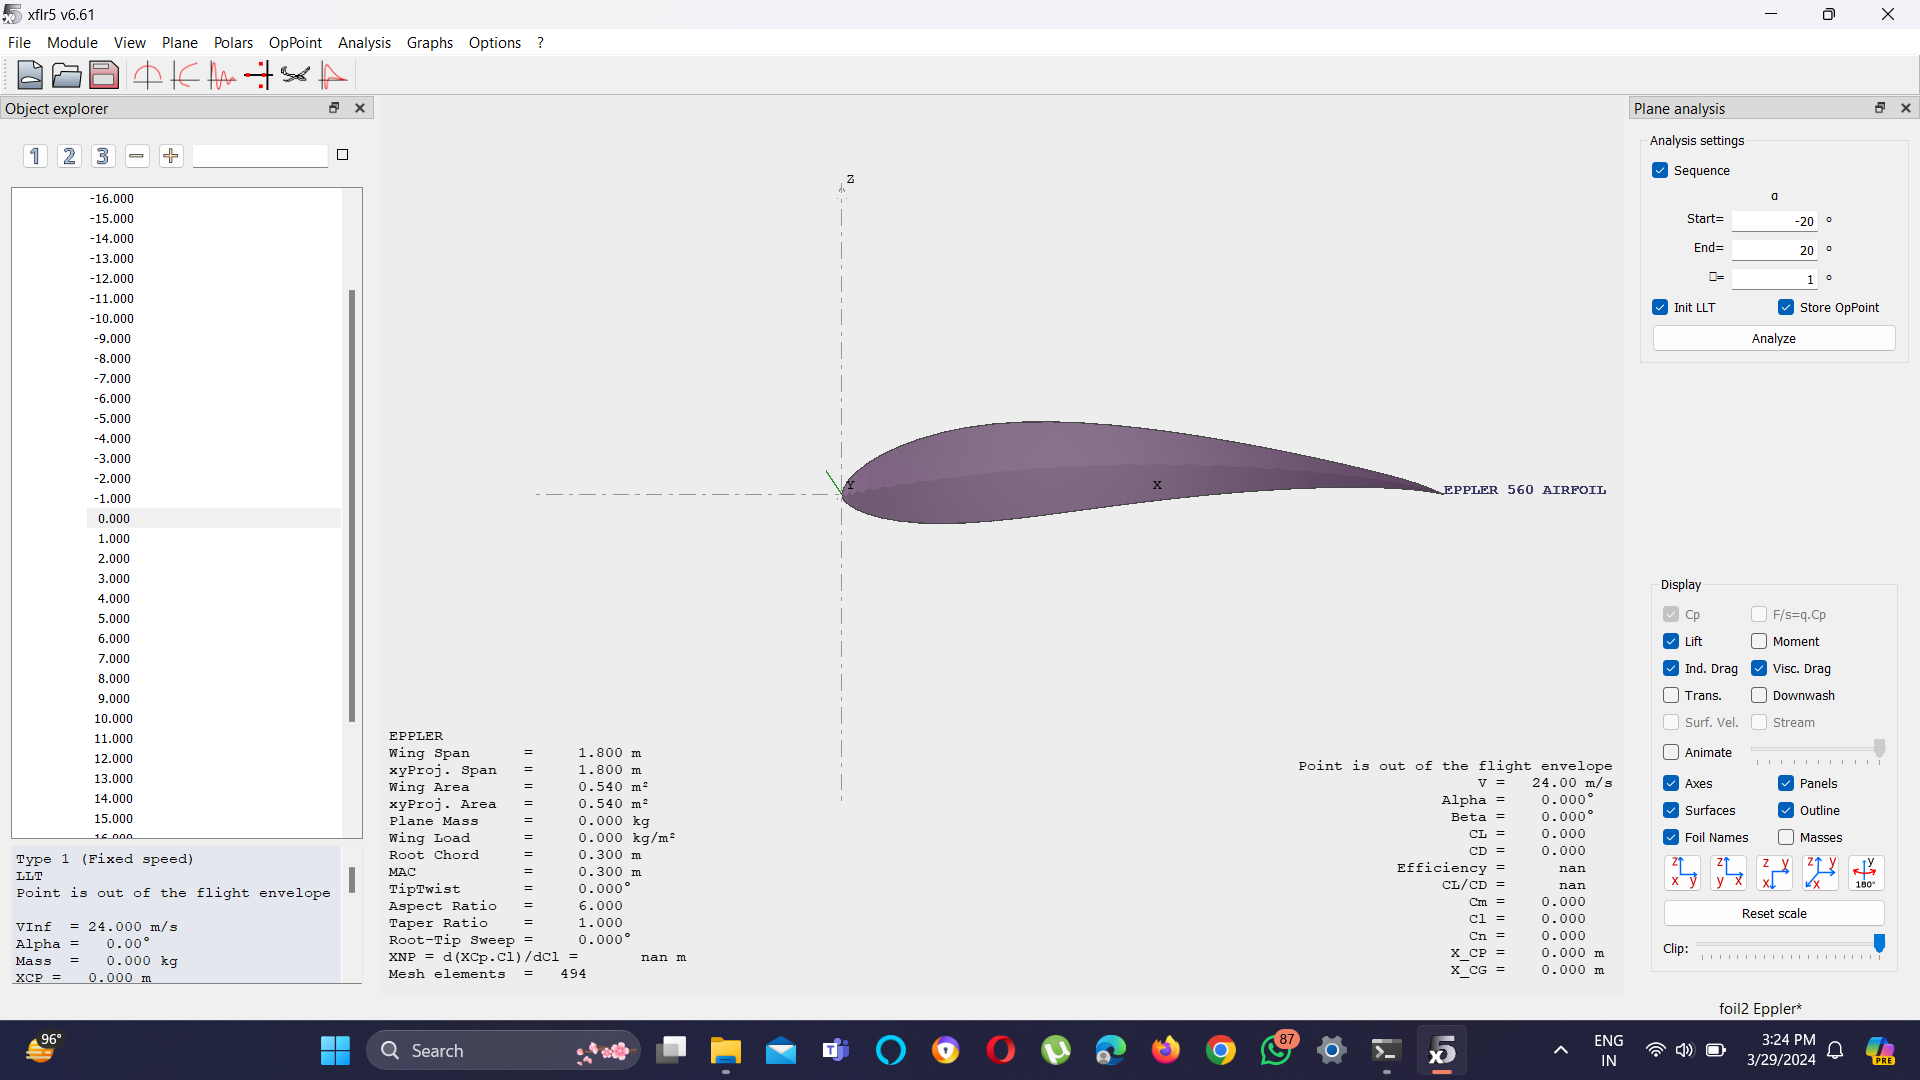 xflr5 v6.61
File Module View Plane Polars OpPoint Analysis Graphs Options ?
Object explorer
1 2 3
-16.000
-15.000
-14.000
-13.000
-12.000
-11.000
-10.000
-9.000
-8.000
-7.000
-6.000
-5.000
-4.000
-3.000
-2.000
-1.000
0.000
1.000
2.000
3.000
4.000
5.000
6.000
7.000
8.000
9.000
10.000
11.000
12.000
13.000
14.000
15.000
16.000
Type 1 (Fixed speed)
LLT
Point is out of the flight envelope
VInf = 24.000 m/s
Alpha = 0.00°
Mass = 0.000 kg
XCP = 0.000 m
Z
Y
X
EPPLER 560 AIRFOIL
EPPLER
Wing Span = 1.800 m
xyProj. Span = 1.800 m
Wing Area = 0.540 m²
xyProj. Area = 0.540 m²
Plane Mass = 0.000 kg
Wing Load = 0.000 kg/m²
Root Chord = 0.300 m
MAC = 0.300 m
TipTwist = 0.000°
Aspect Ratio = 6.000
Taper Ratio = 1.000
Root-Tip Sweep = 0.000°
XNP = d(XCp.Cl)/dCl = nan m
Mesh elements = 494
Point is out of the flight envelope
V = 24.00 m/s
Alpha = 0.000°
Beta = 0.000°
CL = 0.000
CD = 0.000
Efficiency = nan
CL/CD = nan
Cm = 0.000
Cl = 0.000
Cn = 0.000
X_CP = 0.000 m
X_CG = 0.000 m
Plane analysis
Analysis settings
Sequence
α
Start= -20 °
End= 20 °
□= 1 °
Init LLT Store OpPoint
Analyze
Display
Cp F/s=q.Cp
Lift Moment
Ind. Drag Visc. Drag
Trans. Downwash
Surf. Vel. Stream
Animate
Axes Panels
Surfaces Outline
Foil Names Masses
z x y z y x z y x z y x y 180°
Reset scale
Clip:
foil2 Eppler*
96°
Search
87
x5
ENG
IN
3:24 PM
3/29/2024
PRE